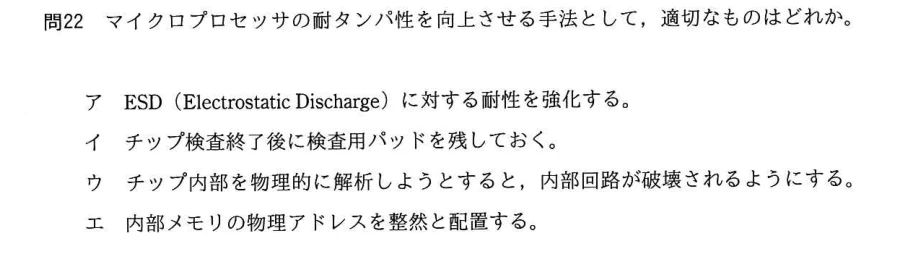 問22　マイクロプロセッサの耐タンパ性を向上させる手法として，適切なものはどれか。
ア　ESD（Electrostatic Discharge）に対する耐性を強化する。
イ　チップ検査終了後に検査用パッドを残しておく。
ウ　チップ内部を物理的に解析しようとすると，内部回路が破壊されるようにする。
エ　内部メモリの物理アドレスを整然と配置する。